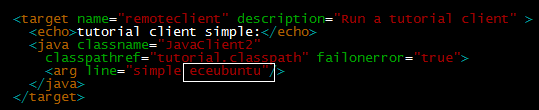 <target name="remoteclient" description="Run a tutorial client" >
<echo>tutorial client simple:</echo>
<java classname="JavaClient2"
classpathref="tutorial.classpath" failonerror="true">
<arg line="simple eceubuntu"/>
</java>
</target>